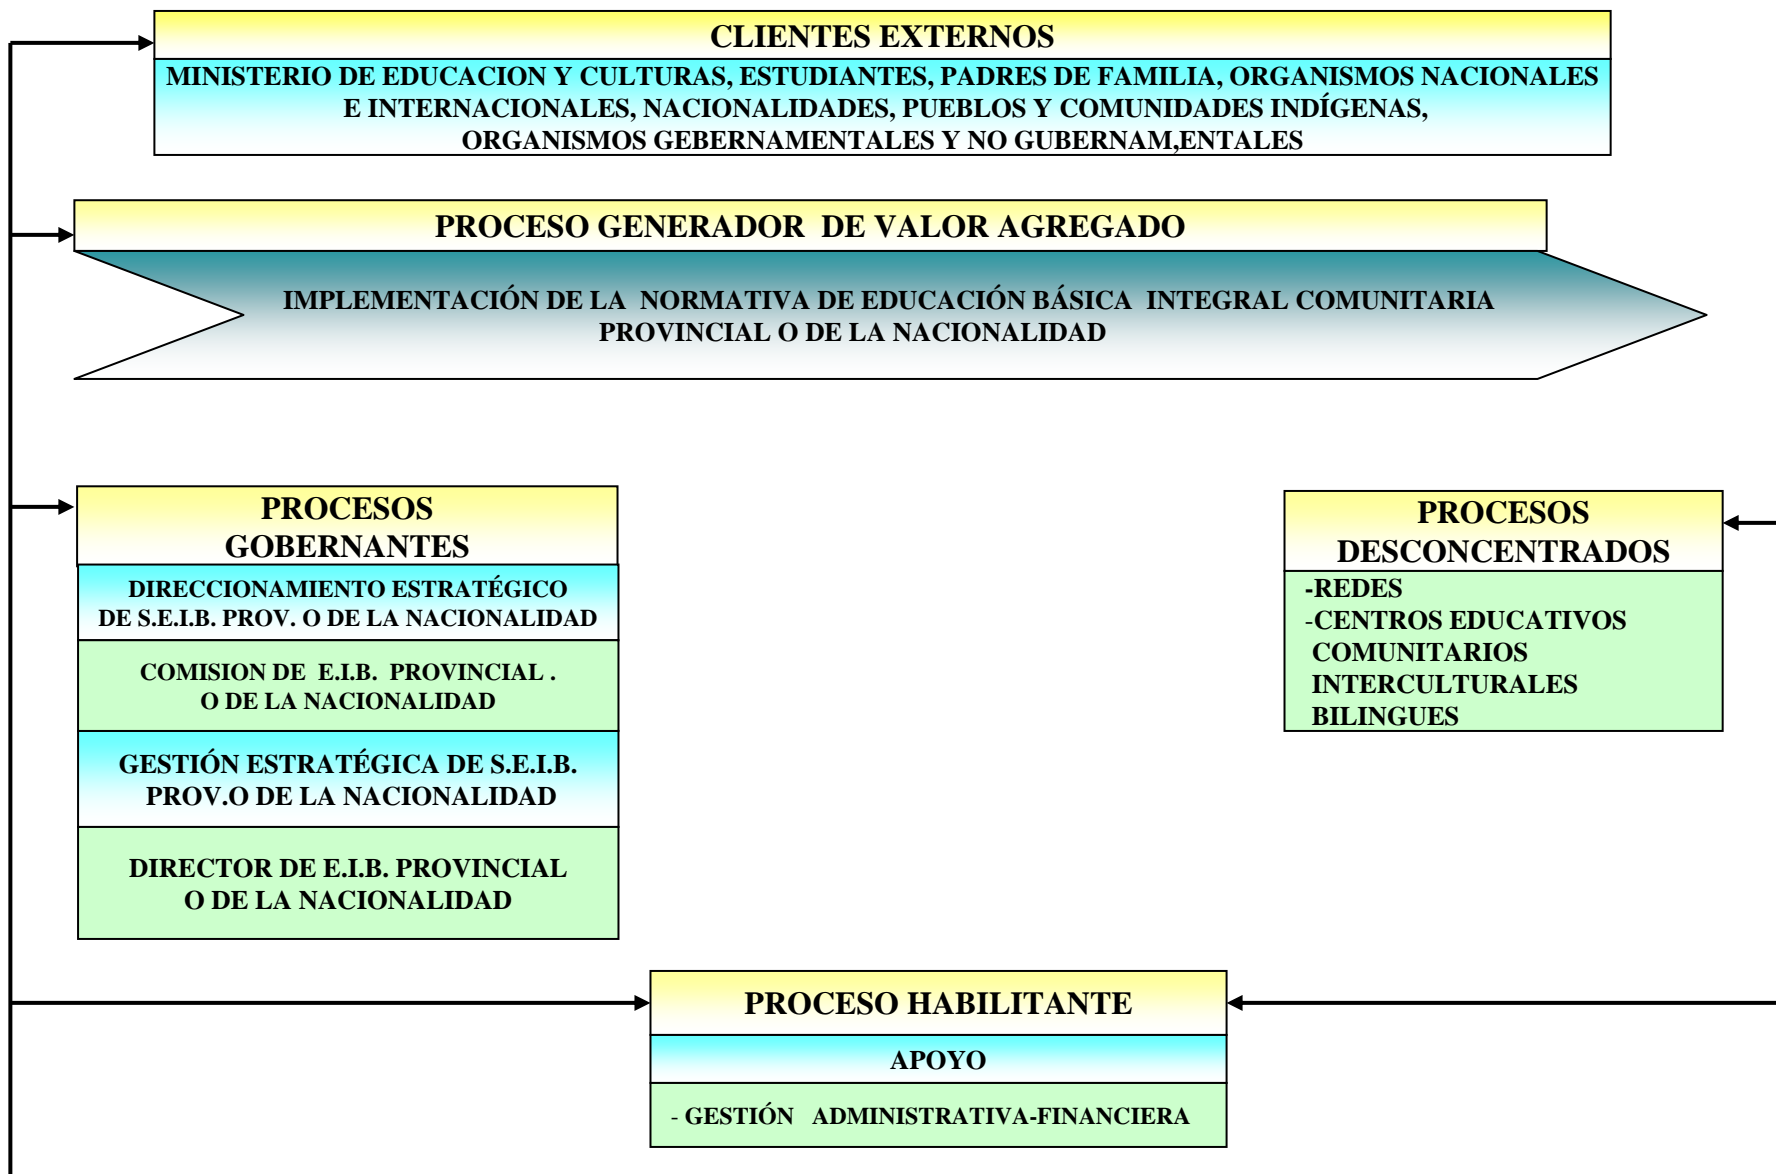 CLIENTES EXTERNOS
MINISTERIO DE EDUCACION Y CULTURAS, ESTUDIANTES, PADRES DE FAMILIA, ORGANISMOS NACIONALES
E INTERNACIONALES, NACIONALIDADES, PUEBLOS Y COMUNIDADES INDÍGENAS,
ORGANISMOS GEBERNAMENTALES Y NO GUBERNAM,ENTALES
PROCESO GENERADOR DE VALOR AGREGADO
IMPLEMENTACIÓN DE LA NORMATIVA DE EDUCACIÓN BÁSICA INTEGRAL COMUNITARIA
PROVINCIAL O DE LA NACIONALIDAD
PROCESOS
GOBERNANTES
DIRECCIONAMIENTO ESTRATÉGICO
DE S.E.I.B. PROV. O DE LA NACIONALIDAD
COMISION DE E.I.B. PROVINCIAL .
O DE LA NACIONALIDAD
GESTIÓN ESTRATÉGICA DE S.E.I.B.
PROV.O DE LA NACIONALIDAD
DIRECTOR DE E.I.B. PROVINCIAL
O DE LA NACIONALIDAD
PROCESOS
DESCONCENTRADOS
-REDES
-CENTROS EDUCATIVOS
COMUNITARIOS
INTERCULTURALES
BILINGUES
PROCESO HABILITANTE
APOYO
- GESTIÓN ADMINISTRATIVA-FINANCIERA